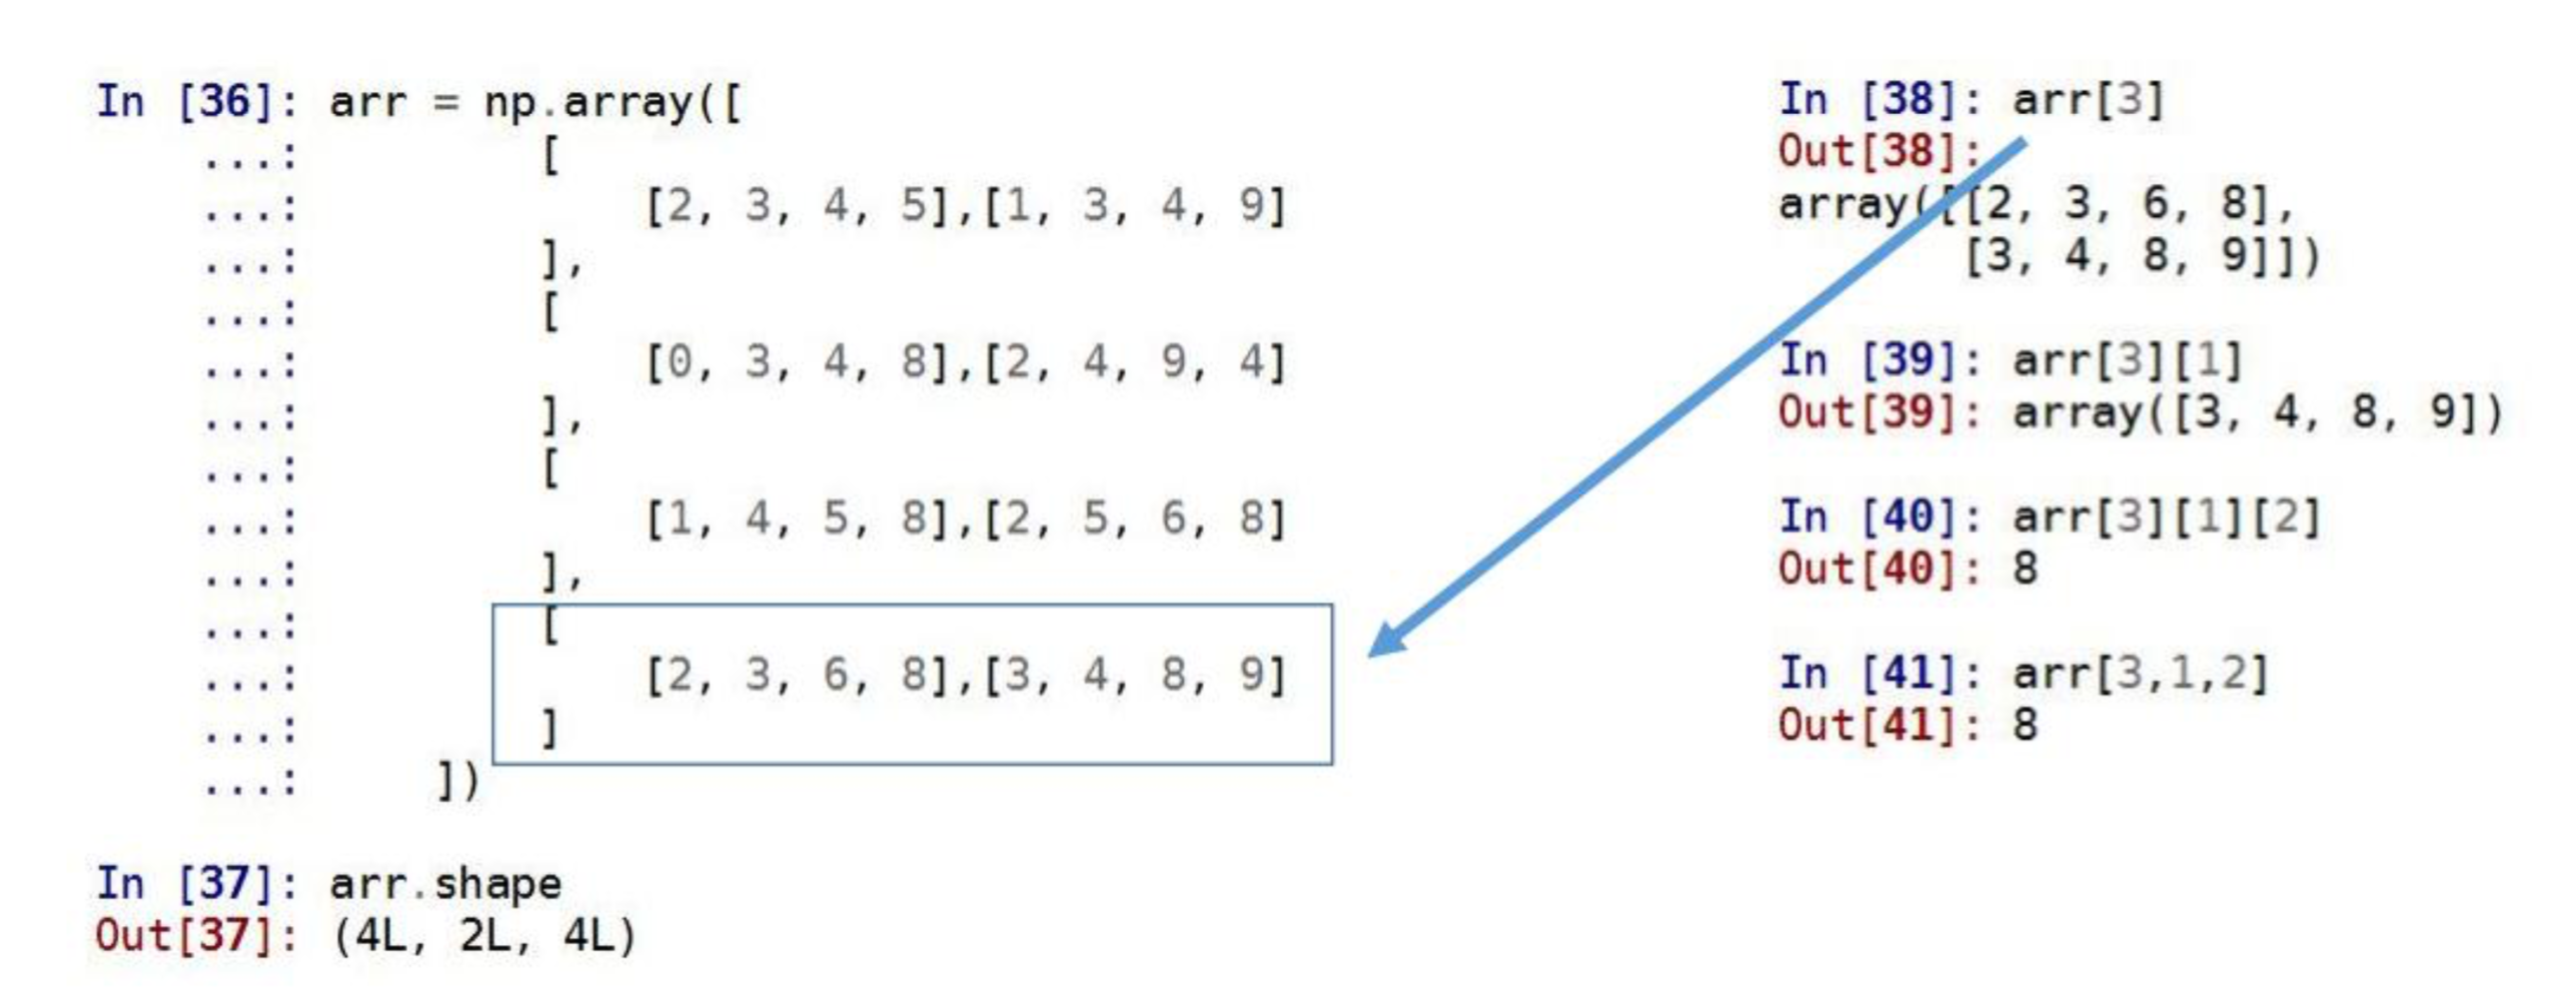 In [36]: arr = np.array([
...: [
...: [2, 3, 4, 5],[1, 3, 4, 9]
...: ],
...: [
...: [0, 3, 4, 8],[2, 4, 9, 4]
...: ],
...: [
...: [1, 4, 5, 8],[2, 5, 6, 8]
...: ],
...: [
...: [2, 3, 6, 8],[3, 4, 8, 9]
...: ]
...: ])
In [37]: arr.shape
Out[37]: (4L, 2L, 4L)
In [38]: arr[3]
Out[38]:
array([[2, 3, 6, 8],
[3, 4, 8, 9]])
In [39]: arr[3][1]
Out[39]: array([3, 4, 8, 9])
In [40]: arr[3][1][2]
Out[40]: 8
In [41]: arr[3,1,2]
Out[41]: 8